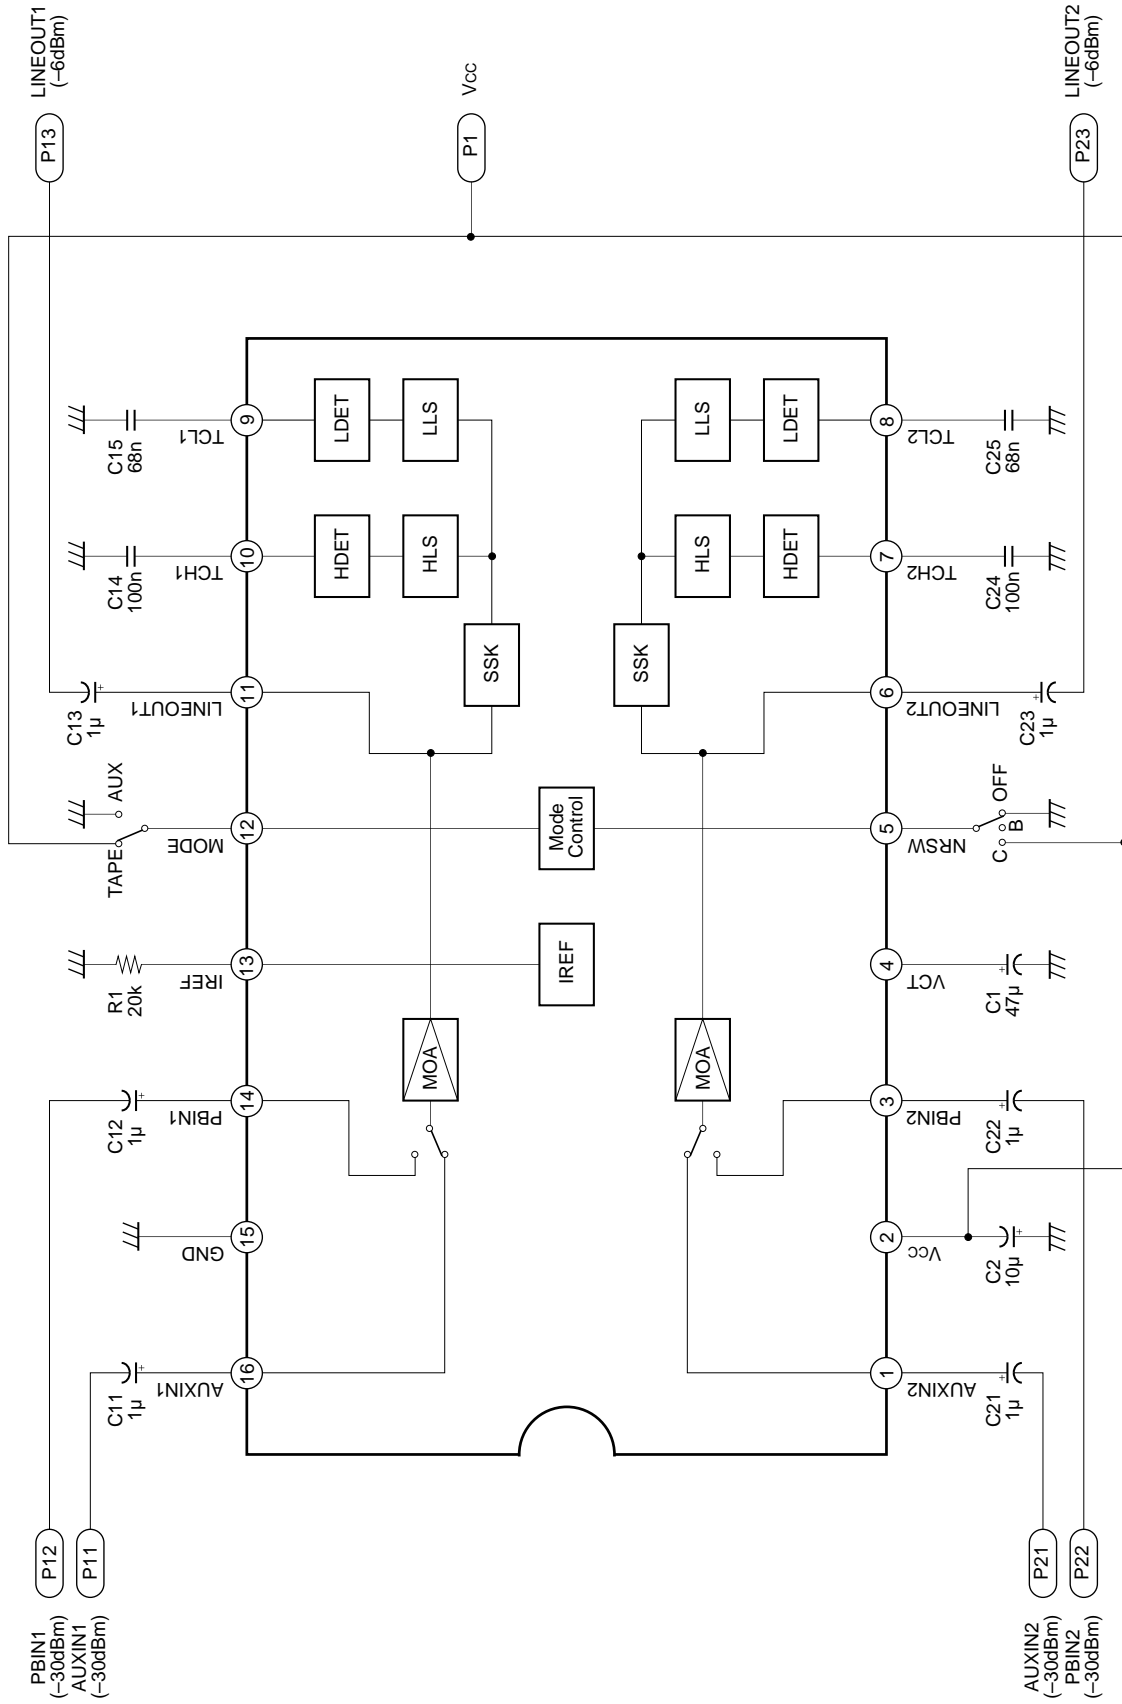 PBIN1
(–30dBm)
P12
AUXIN1
(–30dBm)
P11
C11
1µ
+
AUXIN1
16
GND
15
C12
1µ
+
PBIN1
14
R1
20k
IREF
13
TAPE
AUX
MODE
12
C13
1µ
+
LINEOUT1
11
C14
100n
TCH1
10
C15
68n
TCL1
9
P13
LINEOUT1
(–6dBm)
MOA
IREF
Mode
Control
SSK
HDET
HLS
LDET
LLS
P1
Vcc
MOA
SSK
HLS
HDET
LLS
LDET
1
AUXIN2
C21
1µ
+
2
Vcc
C2
10µ
+
3
PBIN2
C22
1µ
+
4
VCT
C1
47µ
+
5
NRSW
C
B
OFF
6
LINEOUT2
C23
1µ
+
7
TCH2
C24
100n
8
TCL2
C25
68n
AUXIN2
(–30dBm)
P21
PBIN2
(–30dBm)
P22
P23
LINEOUT2
(–6dBm)